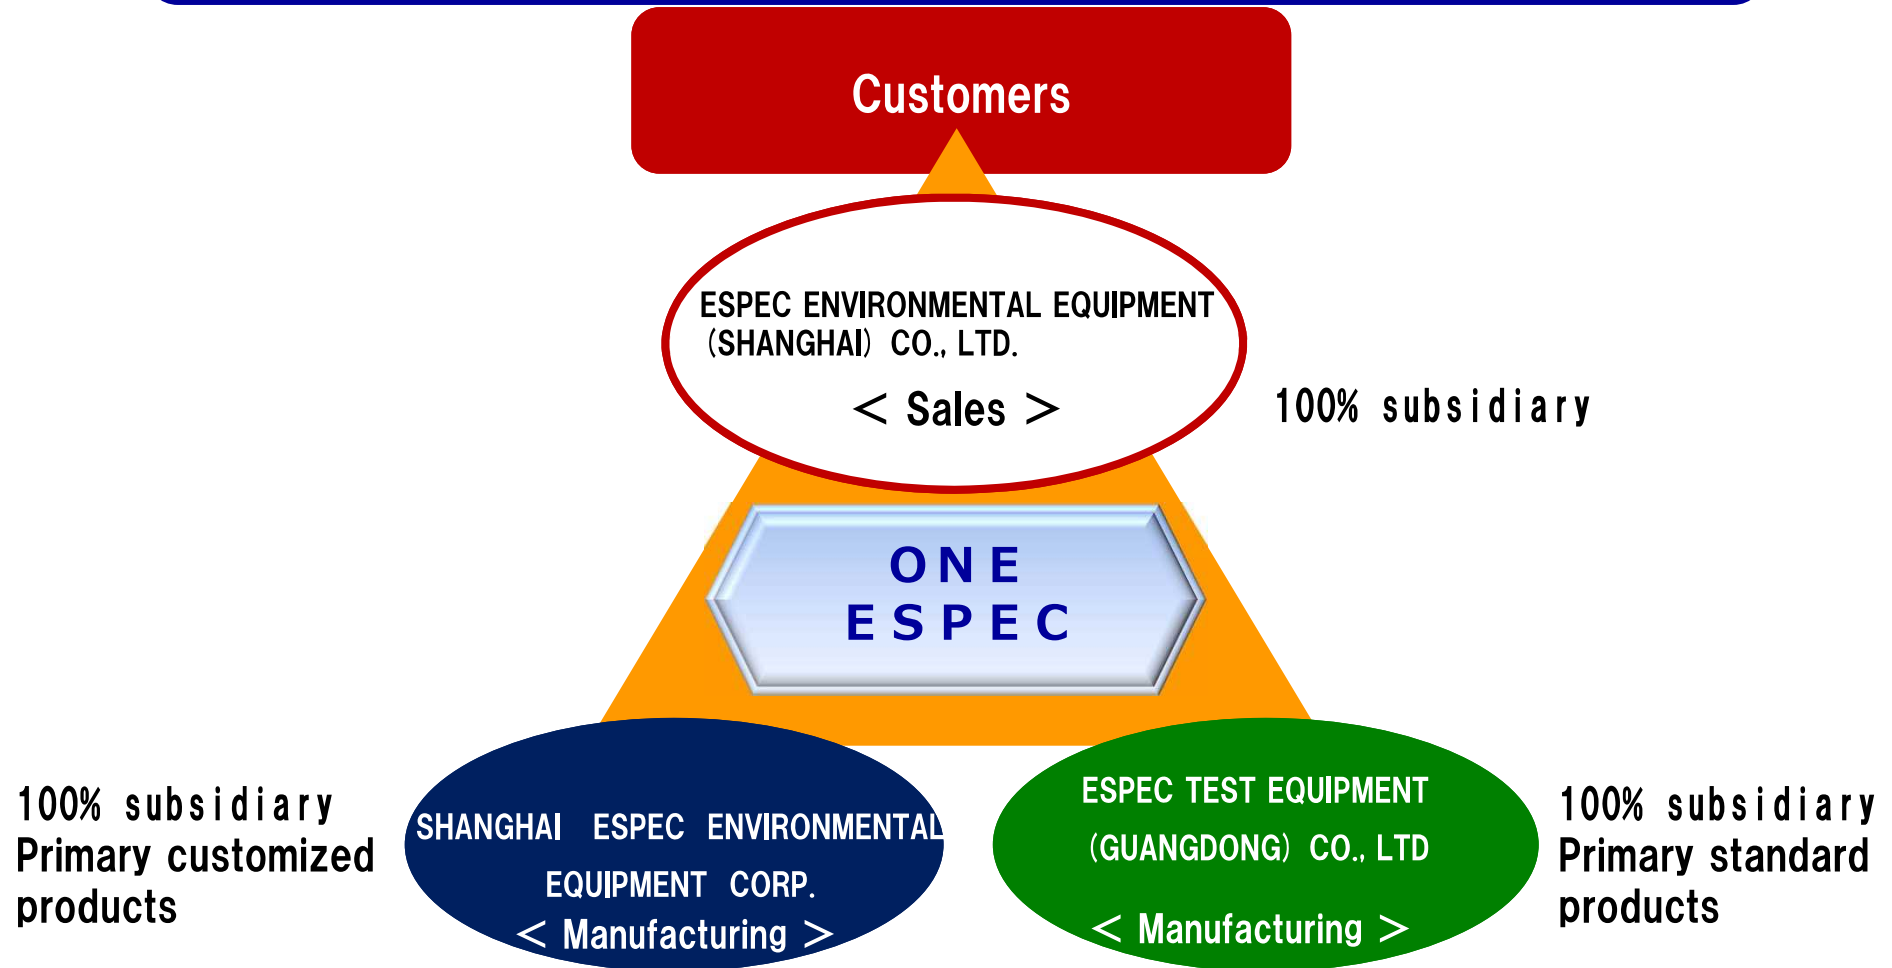 Customers
ESPEC ENVIRONMENTAL EQUIPMENT
(SHANGHAI) CO., LTD.
< Sales >
100% subsidiary
ONE
ESPEC
100% subsidiary
Primary customized
products
SHANGHAI ESPEC ENVIRONMENTAL
EQUIPMENT CORP.
< Manufacturing >
ESPEC TEST EQUIPMENT
(GUANGDONG) CO., LTD
< Manufacturing >
100% subsidiary
Primary standard
products